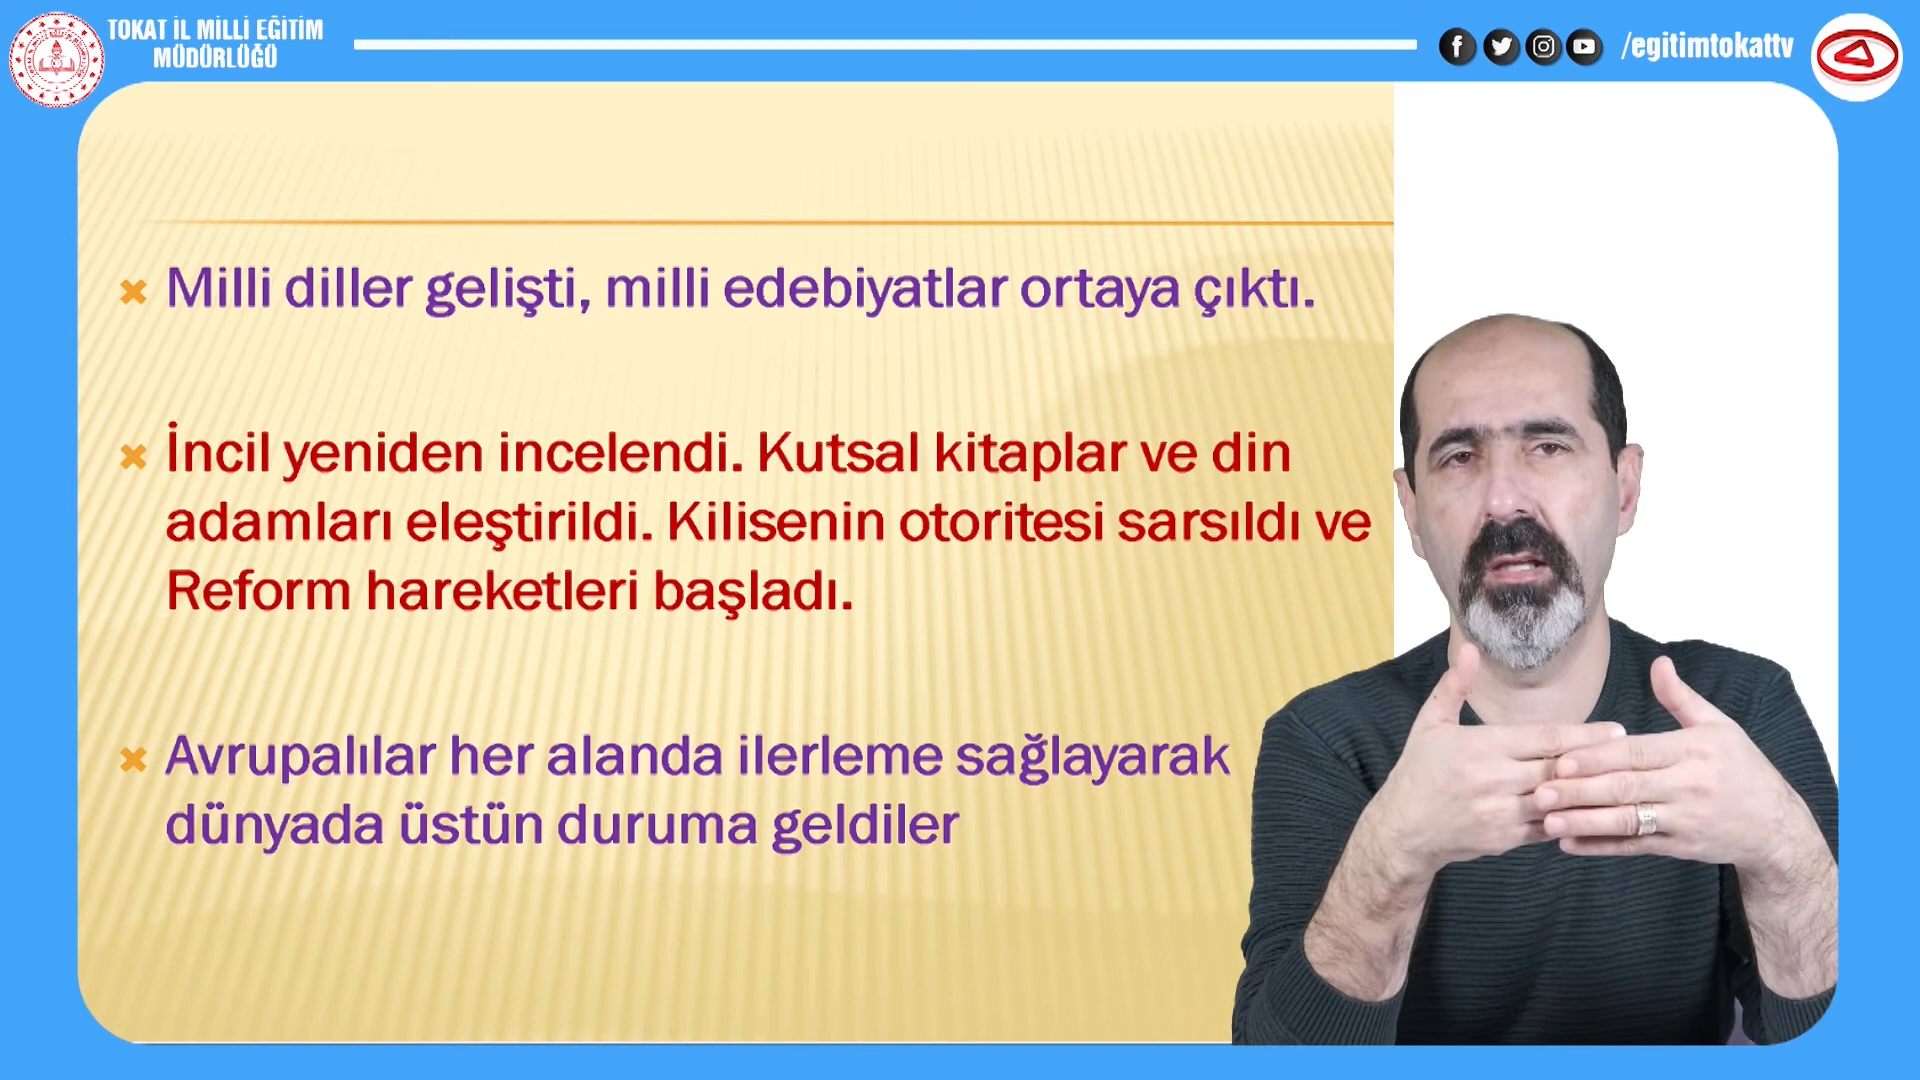 TOKAT İL MİLLİ EĞİTİM
MÜDÜRLÜĞÜ
/egitimtokattv
Milli diller gelişti, milli edebiyatlar ortaya çıktı.
İncil yeniden incelendi. Kutsal kitaplar ve din
adamları eleştirildi. Kilisenin otoritesi sarsıldı ve
Reform hareketleri başladı.
Avrupalılar her alanda ilerleme sağlayarak
dünyada üstün duruma geldiler